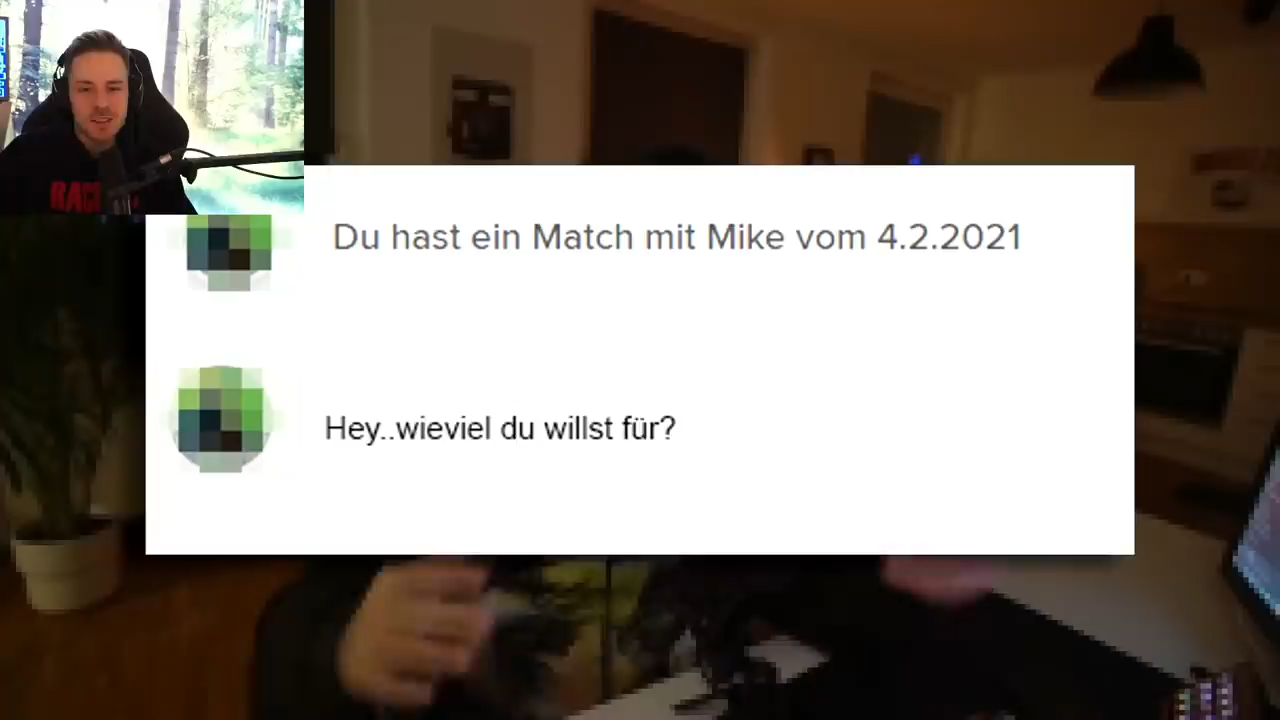 Du hast ein Match mit Mike vom 4.2.2021
Hey..wieviel du willst für?